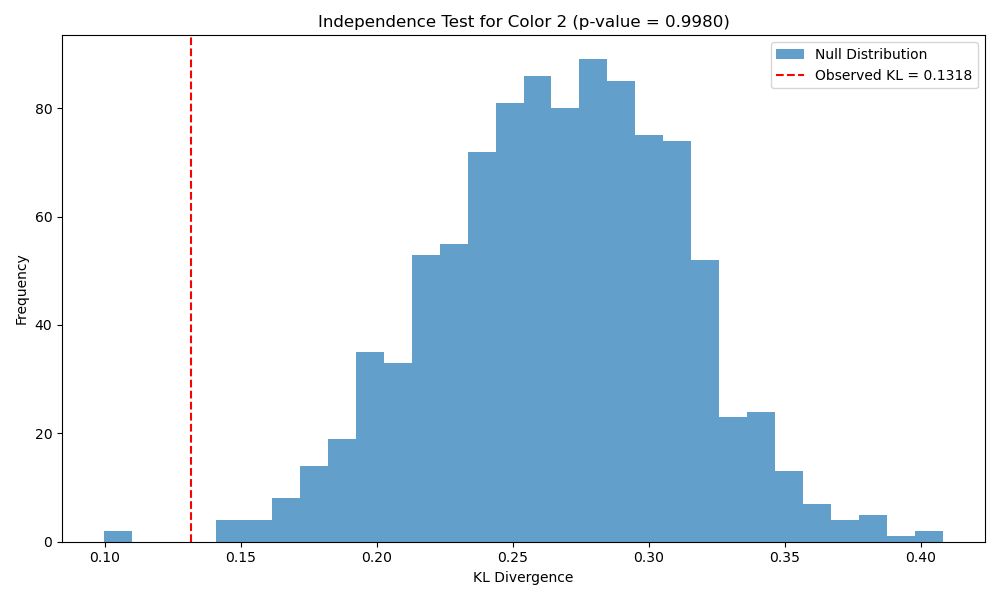 Independence Test for Color 2 (p-value = 0.9980)
Null Distribution
Observed KL = 0.1318
Frequency
80
60
40
20
0
0.10 0.15 0.20 0.25 0.30 0.35 0.40
KL Divergence